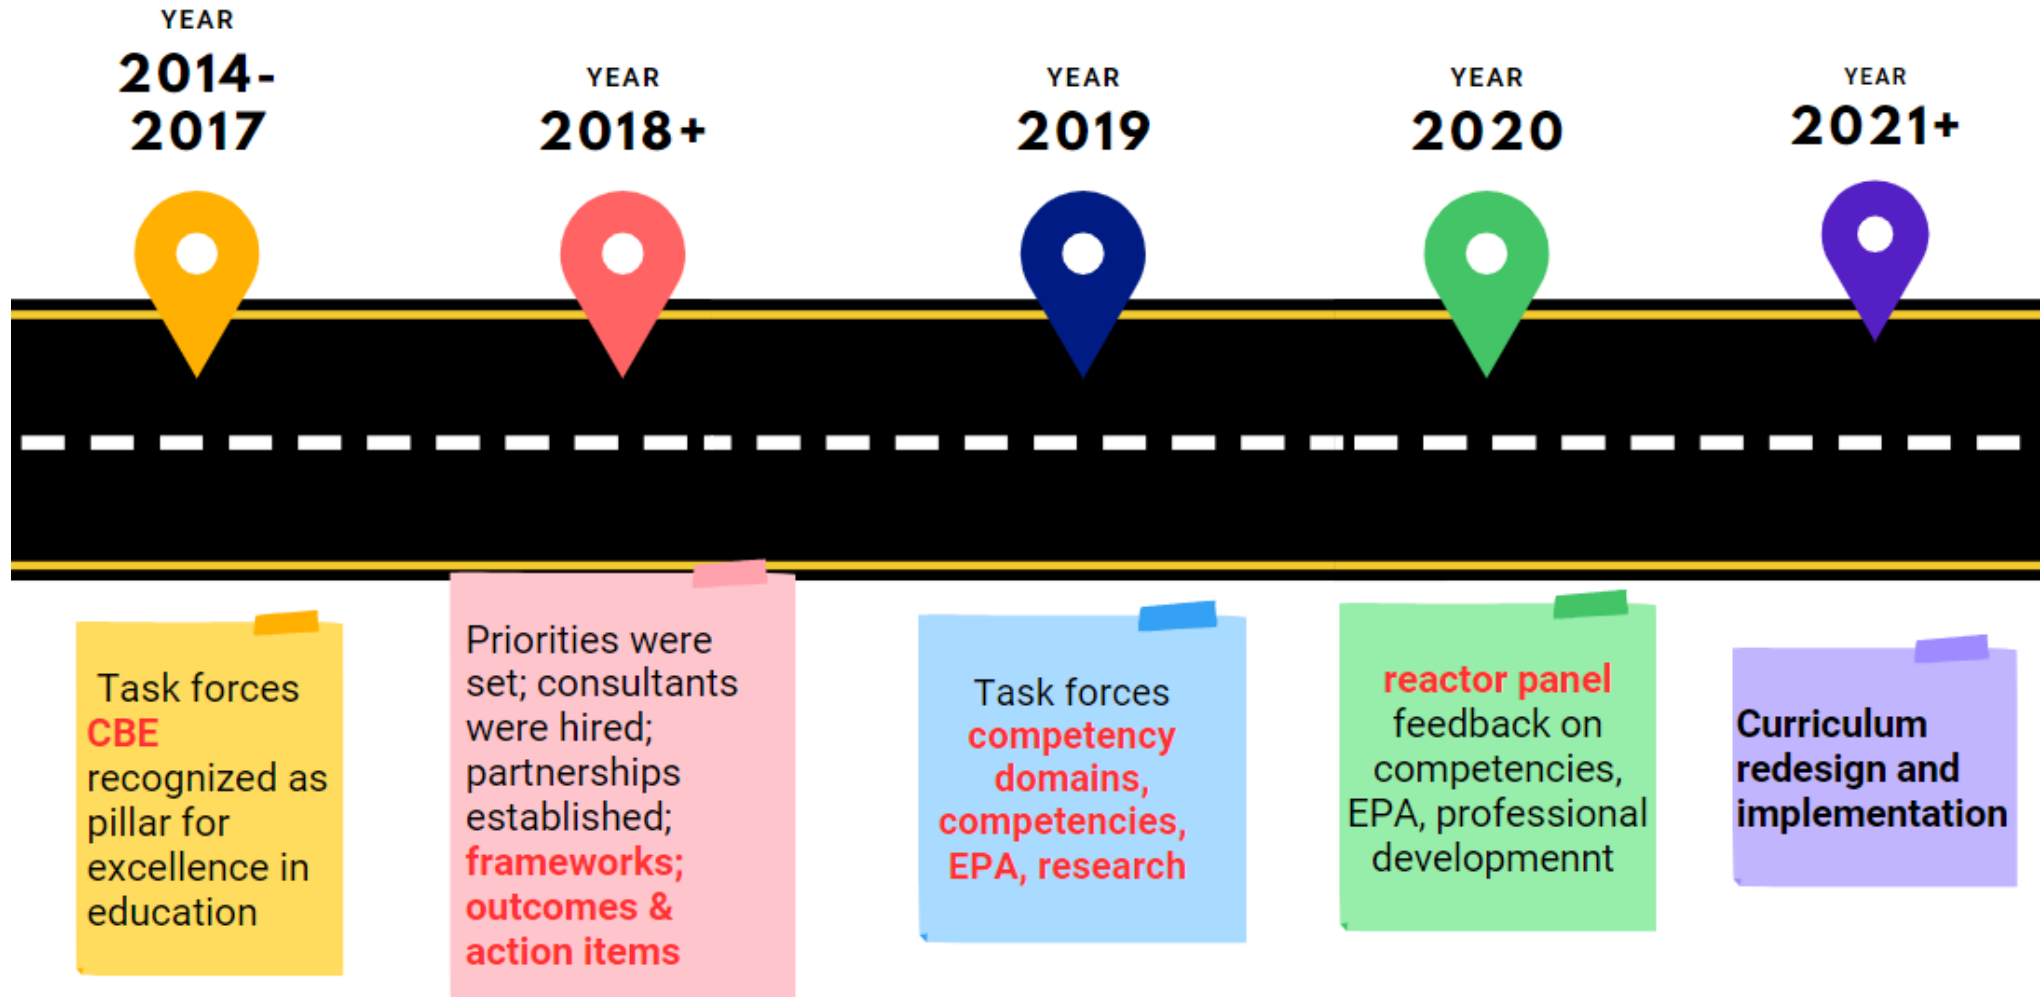 YEAR
2014-
2017
YEAR
2018+
YEAR
2019
YEAR
2020
YEAR
2021+
Task forces
CBE
recognized as
pillar for
excellence in
education
Priorities were
set; consultants
were hired;
partnerships
established;
frameworks;
outcomes &
action items
Task forces
competency
domains,
competencies,
EPA, research
reactor panel
feedback on
competencies,
EPA, professional
developmennt
Curriculum
redesign and
implementation